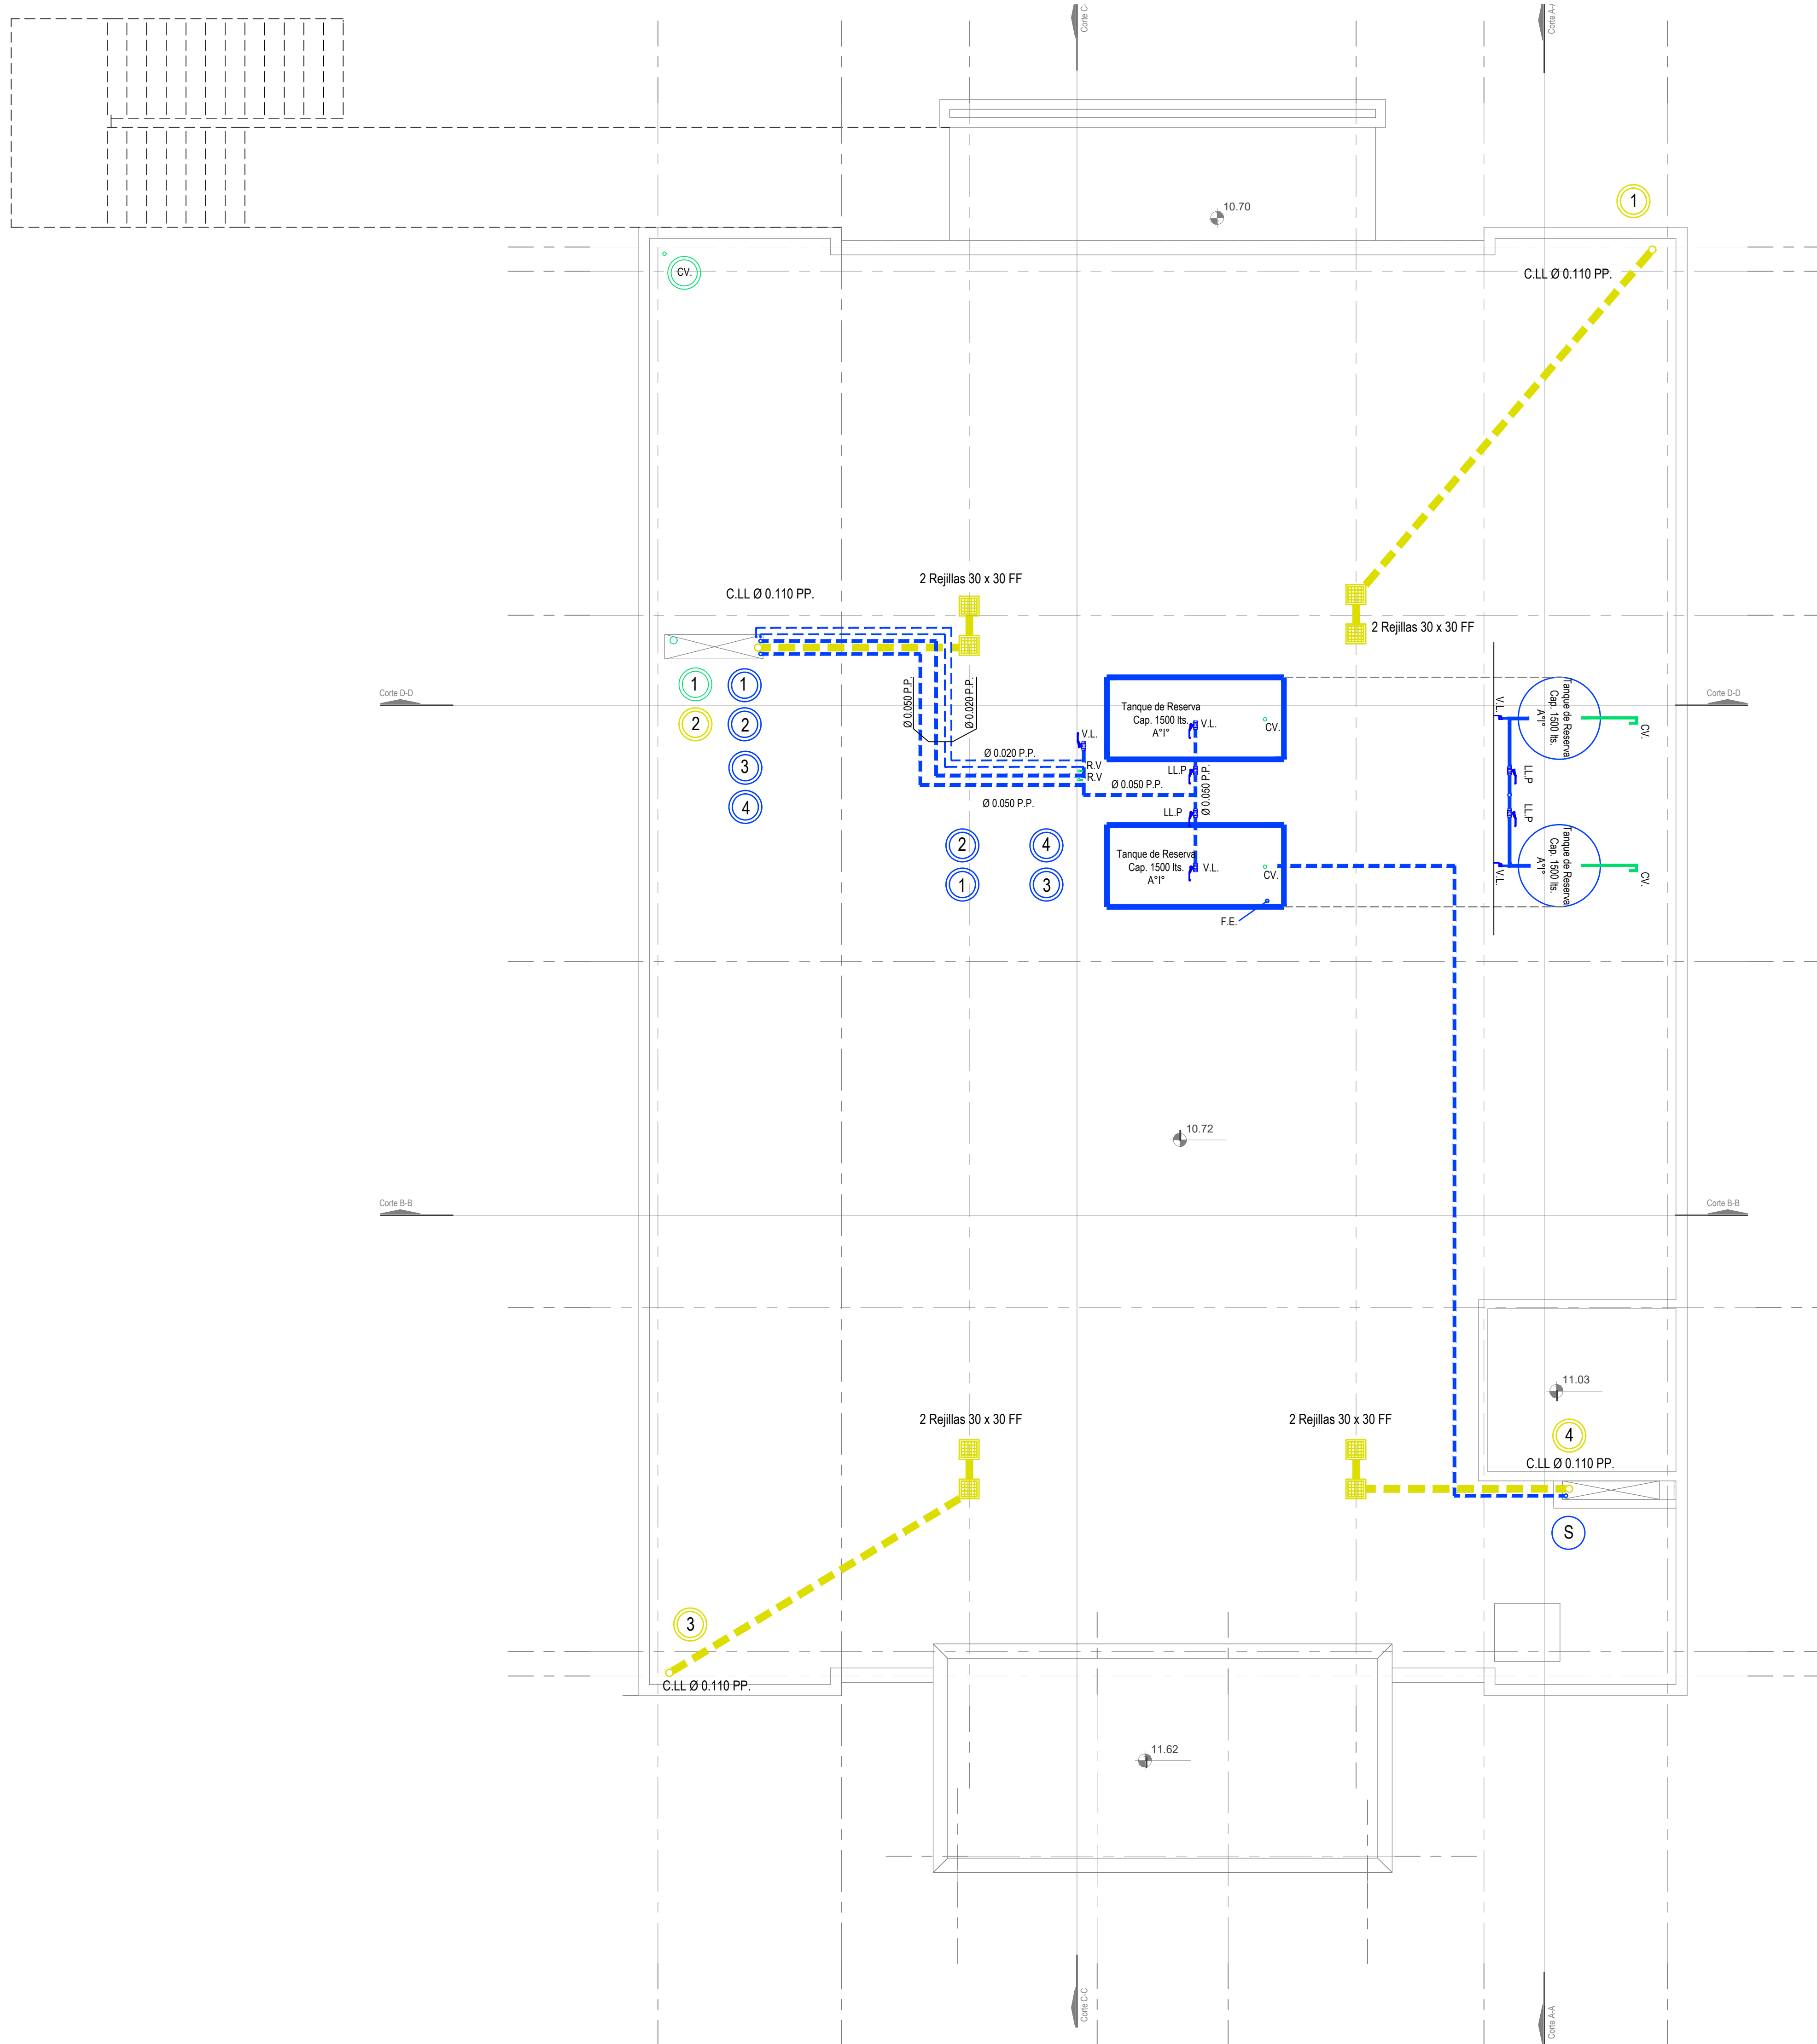 Corte C-
Corte A-A
10.70
1
CV.
C.LL Ø 0.110 PP.
2 Rejillas 30 x 30 FF
C.LL Ø 0.110 PP.
2 Rejillas 30 x 30 FF
Corte D-D
1
1
2
2
3
4
Ø 0.050 P.P.
Ø 0.020 P.P.
Ø 0.020 P.P.
V.L.
R.V
R.V
Ø 0.050 P.P.
Ø 0.050 P.P.
Tanque de Reserva
Cap. 1500 lts.
A°I°
V.L.
CV.
LL.P
Ø 0.050 P.P.
LL.P
Tanque de Reserva
Cap. 1500 lts.
A°I°
V.L.
CV.
F.E.
2
4
1
3
V.L.
Tanque de Reserva
Cap. 1500 lts.
A°I°
CV.
LL.P
LL.P
V.L.
Tanque de Reserva
Cap. 1500 lts.
A°I°
CV.
Corte D-D
10.72
Corte B-B
Corte B-B
11.03
2 Rejillas 30 x 30 FF
2 Rejillas 30 x 30 FF
4
C.LL Ø 0.110 PP.
S
3
C.LL Ø 0.110 PP.
11.62
Corte C-C
Corte A-A